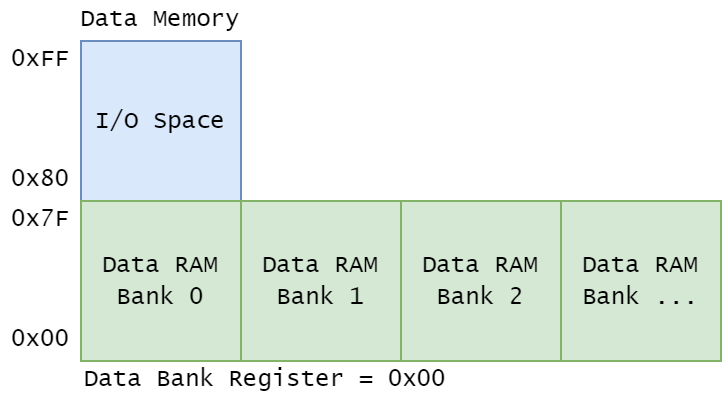 Data Memory
0xFF
I/O Space
0x80
0x7F
Data RAM
Bank 0
Data RAM
Bank 1
Data RAM
Bank 2
Data RAM
Bank ...
0x00
Data Bank Register = 0x00